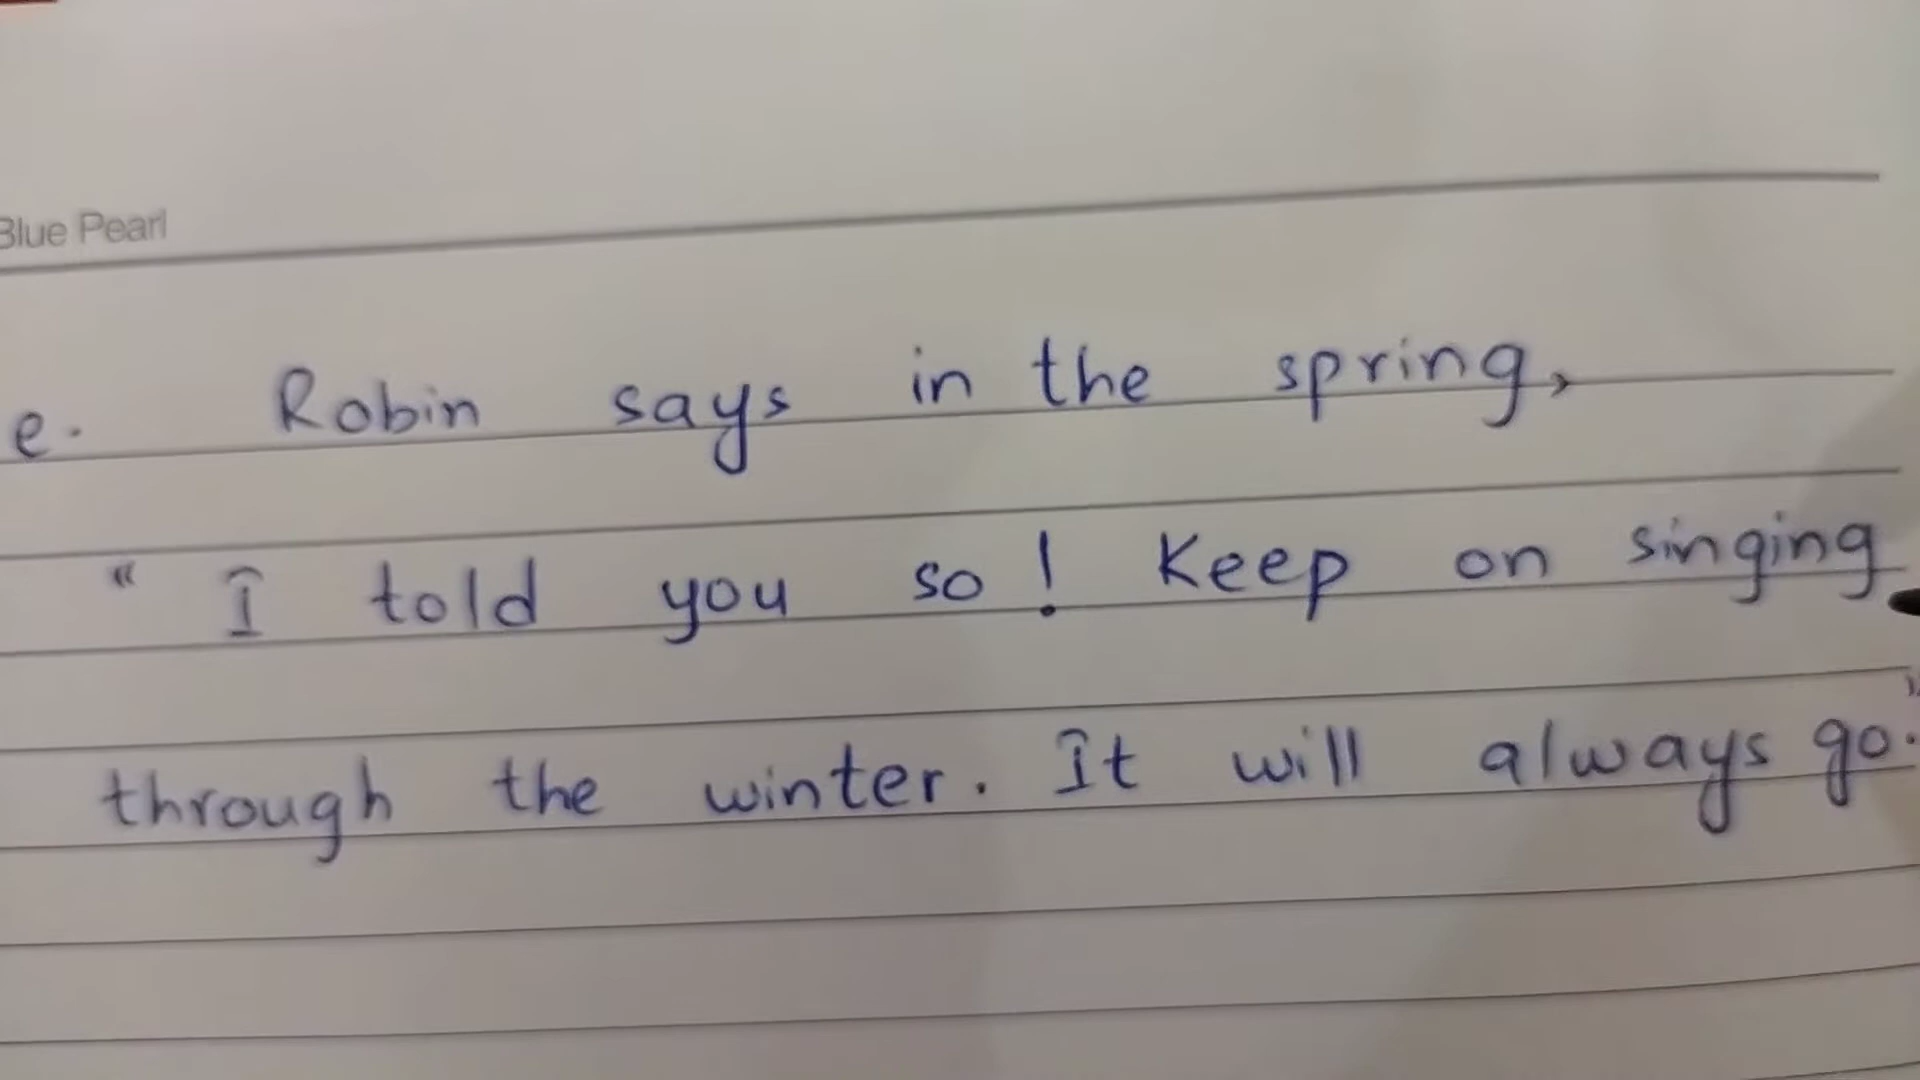 Blue Pearl
e. Robin says in the spring,
" I told you so! Keep on singing
through the winter. It will always go."